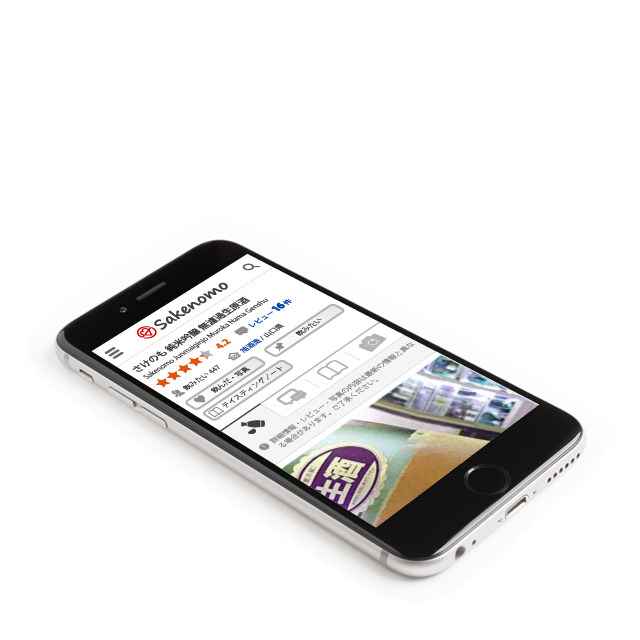 Sakenomo
さけのも 純米吟醸 無濾過生原酒
Sakenomo Junmaiginjo Muroka Nama Genshu
4.2 レビュー16件
飲みたい 447 旭酒造 / 山口県
飲んだ・写真 飲みたい
テイスティングノート
詳細情報・レビュー・写真の内容は最新の情報と異な
る場合があります。ご了承ください。
生酒